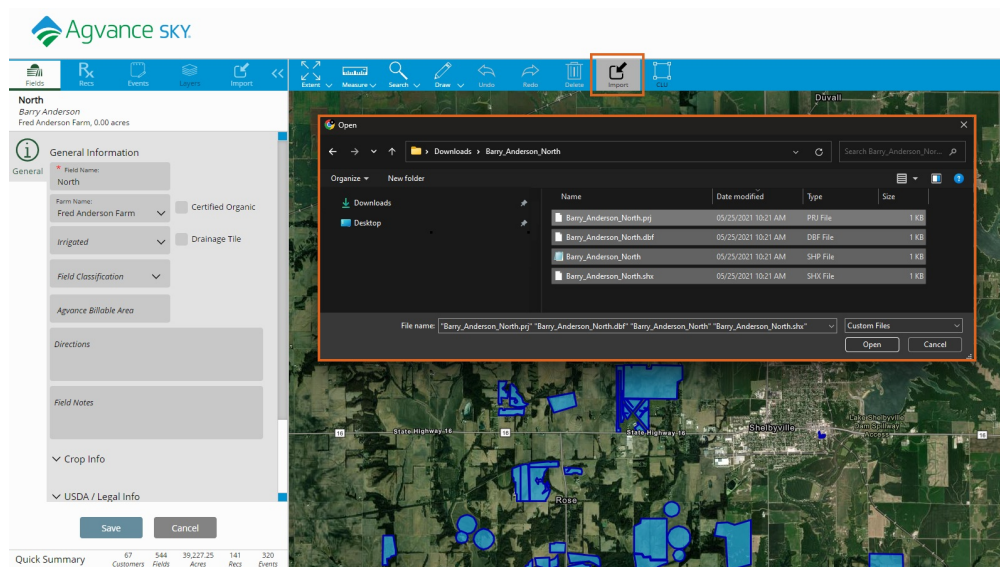 Agvance SKY.
Fields Recs Events Layers Import
Extent Measure Search Draw Undo Redo Delete Import CLU
North
Barry Anderson
Fred Anderson Farm, 0.00 acres
General
General Information
* Field Name:
North
Farm Name:
Fred Anderson Farm
Certified Organic
Irrigated
Drainage Tile
Field Classification
Agvance Billable Area
Directions
Field Notes
Crop Info
USDA / Legal Info
Save Cancel
Quick Summary
67 544 39,227.25 141 320
Customers Fields Acres Recs Events
Duvall
Open
Downloads › Barry_Anderson_North
Search Barry_Anderson_Nor...
Organize New folder
Downloads
Desktop
Name Date modified Type Size
Barry_Anderson_North.prj 05/25/2021 10:21 AM PRJ File 1 KB
Barry_Anderson_North.dbf 05/25/2021 10:21 AM DBF File 1 KB
Barry_Anderson_North 05/25/2021 10:21 AM SHP File 1 KB
Barry_Anderson_North.shx 05/25/2021 10:21 AM SHX File 1 KB
File name: "Barry_Anderson_North.prj" "Barry_Anderson_North.dbf" "Barry_Anderson_North" "Barry_Anderson_North.shx"
Custom Files
Open Cancel
16 State Highway 16 16 State Highway 16 Shelbyville 16
Lake Shelbyville
Dam Spillway
Access
Rose